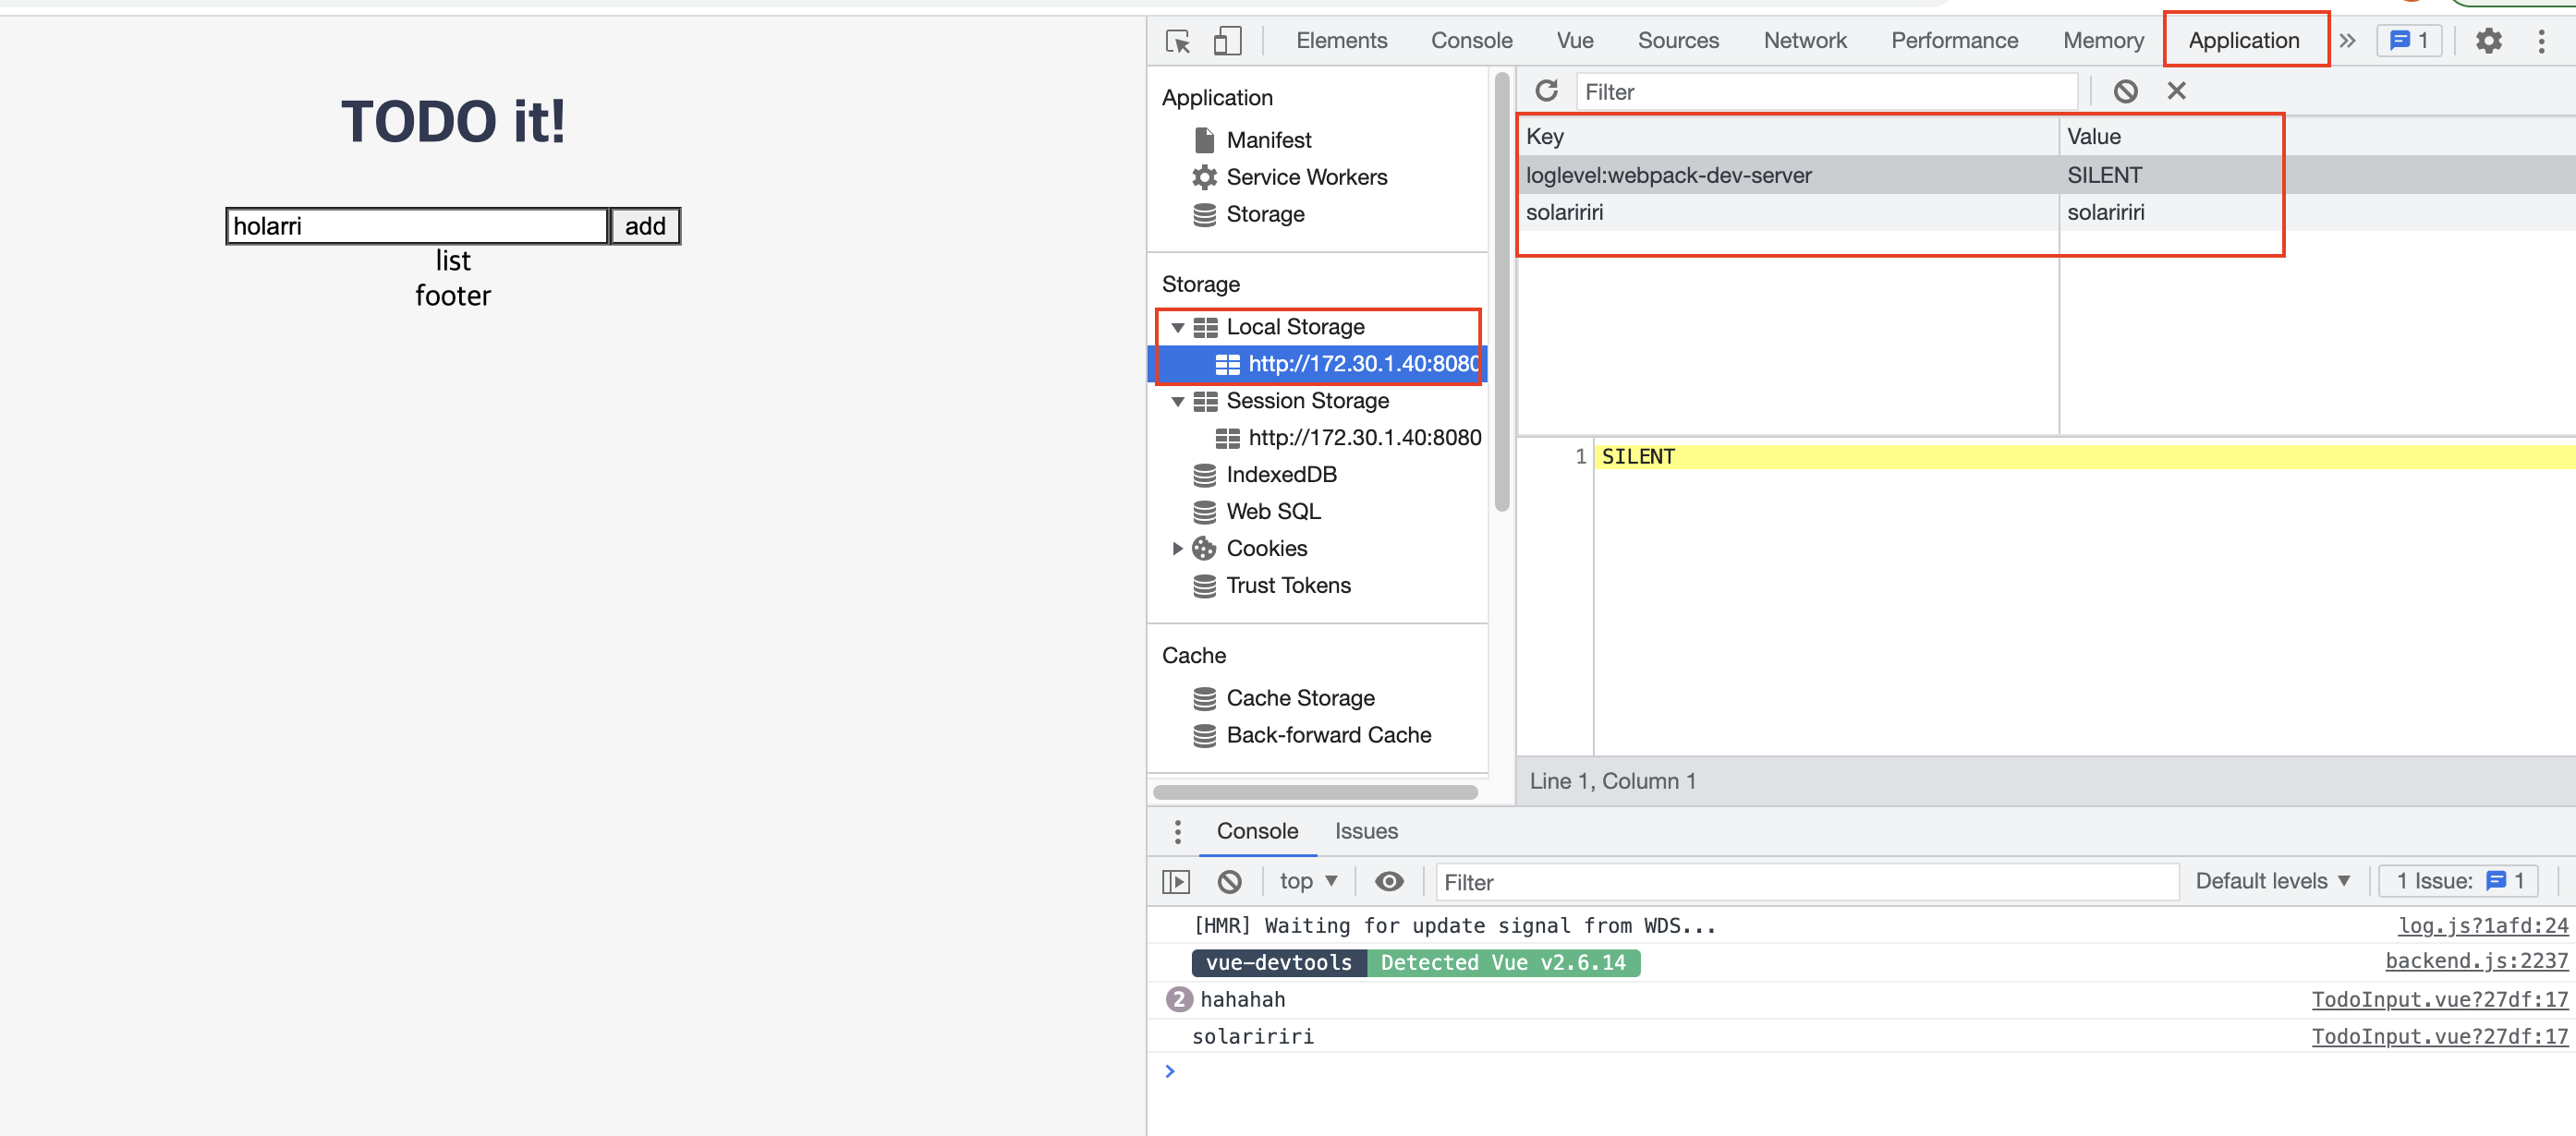 TODO it!
holarri
add
list
footer
Elements Console Vue Sources Network Performance Memory Application 1
Application
Manifest
Service Workers
Storage
Storage
Local Storage
http://172.30.1.40:8080
Session Storage
http://172.30.1.40:8080
IndexedDB
Web SQL
Cookies
Trust Tokens
Cache
Cache Storage
Back-forward Cache
Filter
Key Value
loglevel:webpack-dev-server SILENT
solaririri solaririri
1 SILENT
Line 1, Column 1
Console Issues
top Filter Default levels 1 Issue: 1
[HMR] Waiting for update signal from WDS... log.js?1afd:24
vue-devtools Detected Vue v2.6.14 backend.js:2237
2 hahahah TodoInput.vue?27df:17
solaririri TodoInput.vue?27df:17